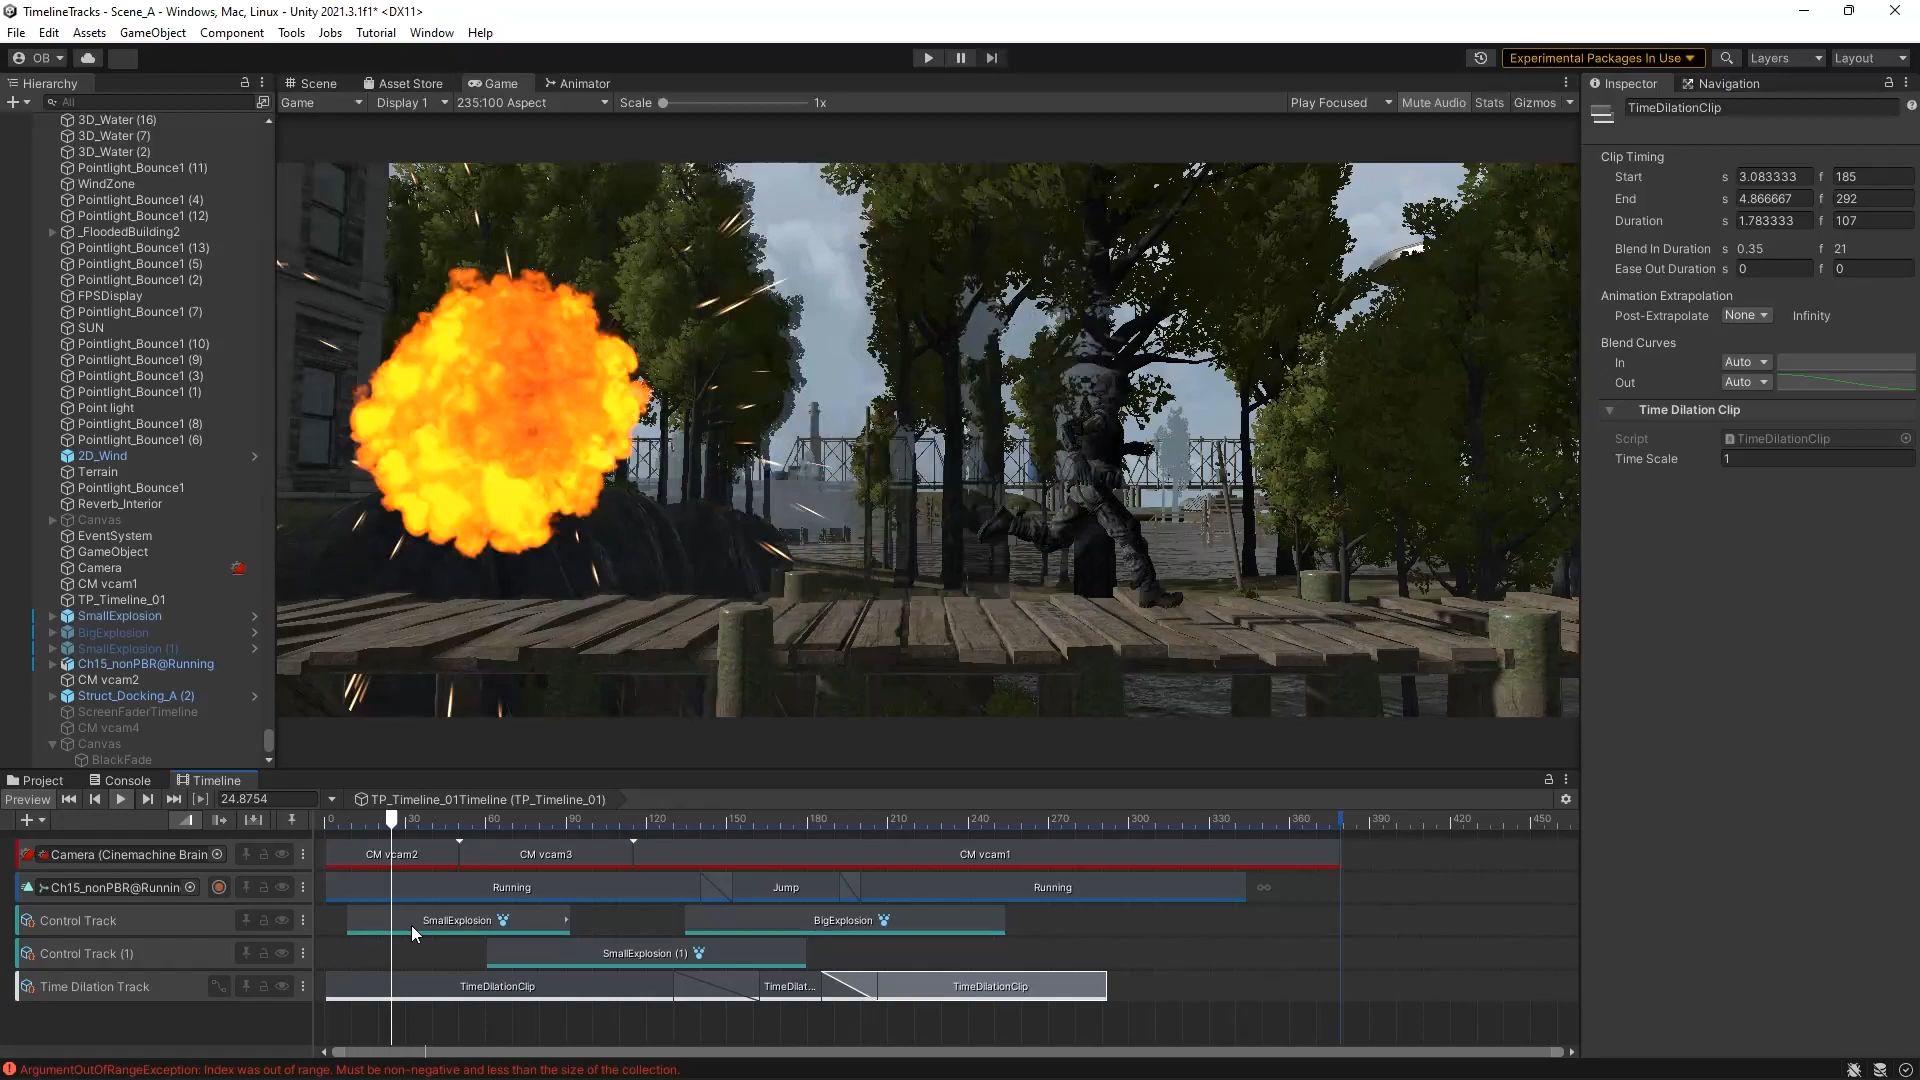 TimelineTracks - Scene_A - Windows, Mac, Linux - Unity 2021.3.1f1* <DX11>
File Edit Assets GameObject Component Tools Jobs Tutorial Window Help
OB Experimental Packages In Use Layers Layout
Hierarchy Scene Asset Store Game Animator Inspector Navigation
All Game Display 1 235:100 Aspect Scale 1x Play Focused Mute Audio Stats Gizmos TimeDilationClip
3D_Water (16)
3D_Water (7)
3D_Water (2)
Pointlight_Bounce1 (11)
WindZone
Pointlight_Bounce1 (4)
Pointlight_Bounce1 (12)
_FloodedBuilding2
Pointlight_Bounce1 (13)
Pointlight_Bounce1 (5)
Pointlight_Bounce1 (2)
FPSDisplay
Pointlight_Bounce1 (7)
SUN
Pointlight_Bounce1 (10)
Pointlight_Bounce1 (9)
Pointlight_Bounce1 (3)
Pointlight_Bounce1 (1)
Point light
Pointlight_Bounce1 (8)
Pointlight_Bounce1 (6)
2D_Wind
Terrain
Pointlight_Bounce1
Reverb_Interior
Canvas
EventSystem
GameObject
Camera
CM vcam1
TP_Timeline_01
SmallExplosion
BigExplosion
SmallExplosion (1)
Ch15_nonPBR@Running
CM vcam2
Struct_Docking_A (2)
ScreenFaderTimeline
CM vcam4
Canvas
BlackFade
Clip Timing
Start s 3.083333 f 185
End s 4.866667 f 292
Duration s 1.783333 f 107
Blend In Duration s 0.35 f 21
Ease Out Duration s 0 f 0
Animation Extrapolation
Post-Extrapolate None Infinity
Blend Curves
In Auto
Out Auto
Time Dilation Clip
Script TimeDilationClip
Time Scale 1
Project Console Timeline
Preview 24.8754 TP_Timeline_01Timeline (TP_Timeline_01)
0 30 60 90 120 150 180 210 240 270 300 330 360 390 420 450
Camera (Cinemachine Brain CM vcam2 CM vcam3 CM vcam1
Ch15_nonPBR@Runnin Running Jump Running
Control Track SmallExplosion BigExplosion
Control Track (1) SmallExplosion (1)
Time Dilation Track TimeDilationClip TimeDilat... TimeDilationClip
ArgumentOutOfRangeException: Index was out of range. Must be non-negative and less than the size of the collection.